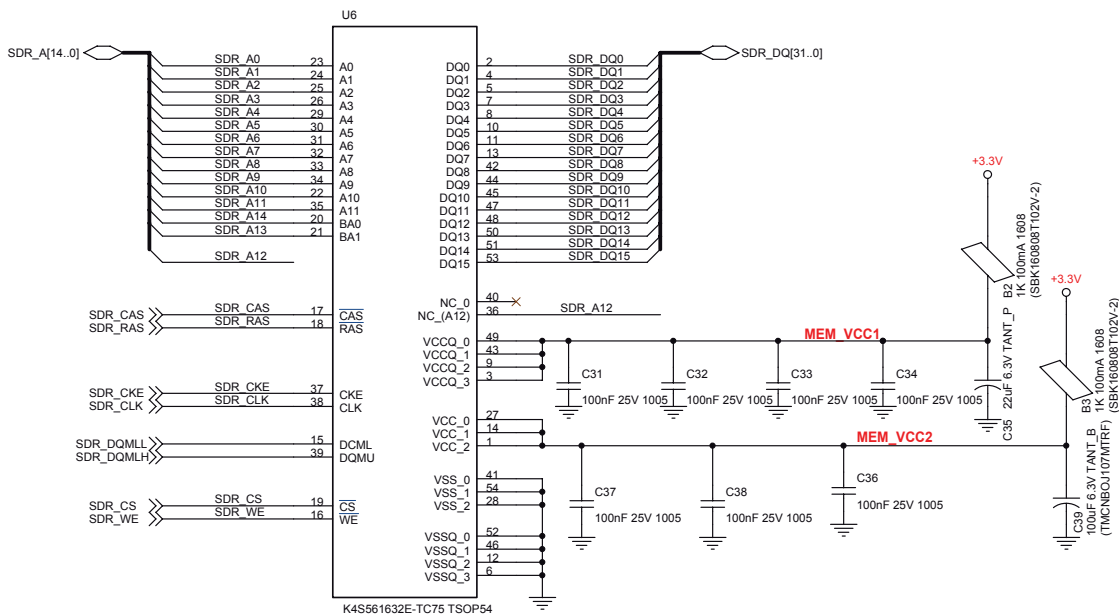 U6
SDR_A[14..0]
SDR_DQ[31..0]
SDR_A0 23 A0 DQ0 2 SDR_DQ0
SDR_A1 24 A1 DQ1 4 SDR_DQ1
SDR_A2 25 A2 DQ2 5 SDR_DQ2
SDR_A3 26 A3 DQ3 7 SDR_DQ3
SDR_A4 29 A4 DQ4 8 SDR_DQ4
SDR_A5 30 A5 DQ5 10 SDR_DQ5
SDR_A6 31 A6 DQ6 11 SDR_DQ6
SDR_A7 32 A7 DQ7 13 SDR_DQ7
SDR_A8 33 A8 DQ8 42 SDR_DQ8
SDR_A9 34 A9 DQ9 44 SDR_DQ9
SDR_A10 22 A10 DQ10 45 SDR_DQ10
SDR_A11 35 A11 DQ11 47 SDR_DQ11
SDR_A14 20 BA0 DQ12 48 SDR_DQ12
SDR_A13 21 BA1 DQ13 50 SDR_DQ13
DQ14 51 SDR_DQ14
SDR_A12 DQ15 53 SDR_DQ15
NC_0 40
NC_(A12) 36 SDR_A12
SDR_CAS SDR_CAS 17 CAS
SDR_RAS SDR_RAS 18 RAS
VCCQ_0 49 MEM_VCC1
VCCQ_1 43
VCCQ_2 9
VCCQ_3 3
C31 100nF 25V 1005
C32 100nF 25V 1005
C33 100nF 25V 1005
C34 100nF 25V 1005
+3.3V
B2
1K 100mA 1608
(SBK160808T102V-2)
C35
22uF 6.3V TANT_P
SDR_CKE SDR_CKE 37 CKE
SDR_CLK SDR_CLK 38 CLK
VCC_0 27
VCC_1 14
VCC_2 1 MEM_VCC2
+3.3V
B3
1K 100mA 1608
(SBK160808T102V-2)
SDR_DQMLL 15 DCML
SDR_DQMLH 39 DQMU
C37 100nF 25V 1005
C38 100nF 25V 1005
C36 100nF 25V 1005
C39
100uF 6.3V TANT_B
(TMCNBOJ107MTRF)
VSS_0 41
VSS_1 54
VSS_2 28
SDR_CS SDR_CS 19 CS
SDR_WE SDR_WE 16 WE
VSSQ_0 52
VSSQ_1 46
VSSQ_2 12
VSSQ_3 6
K4S561632E-TC75 TSOP54